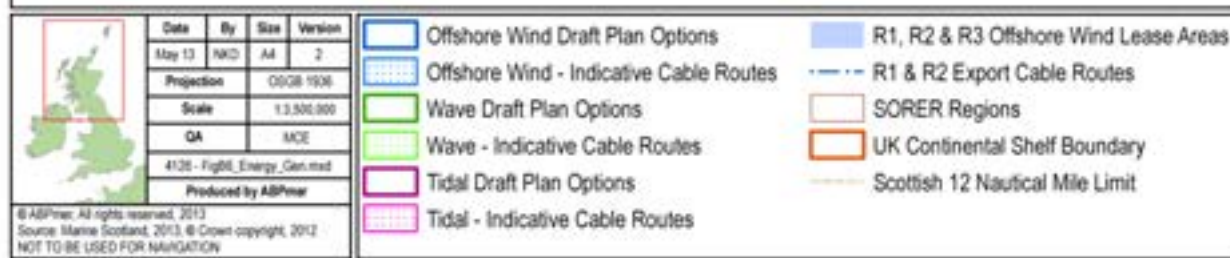 Date By Size Version
May 13 NKD A4 2
Projection OSGB 1936
Scale 1:3,500,000
QA MCE
4126 - FigB6_Energy_Gen.mxd
Produced by ABPmer
© ABPmer, All rights reserved, 2013
Source: Marine Scotland, 2013, © Crown copyright, 2012
NOT TO BE USED FOR NAVIGATION
Offshore Wind Draft Plan Options
Offshore Wind - Indicative Cable Routes
Wave Draft Plan Options
Wave - Indicative Cable Routes
Tidal Draft Plan Options
Tidal - Indicative Cable Routes
R1, R2 & R3 Offshore Wind Lease Areas
R1 & R2 Export Cable Routes
SORER Regions
UK Continental Shelf Boundary
Scottish 12 Nautical Mile Limit